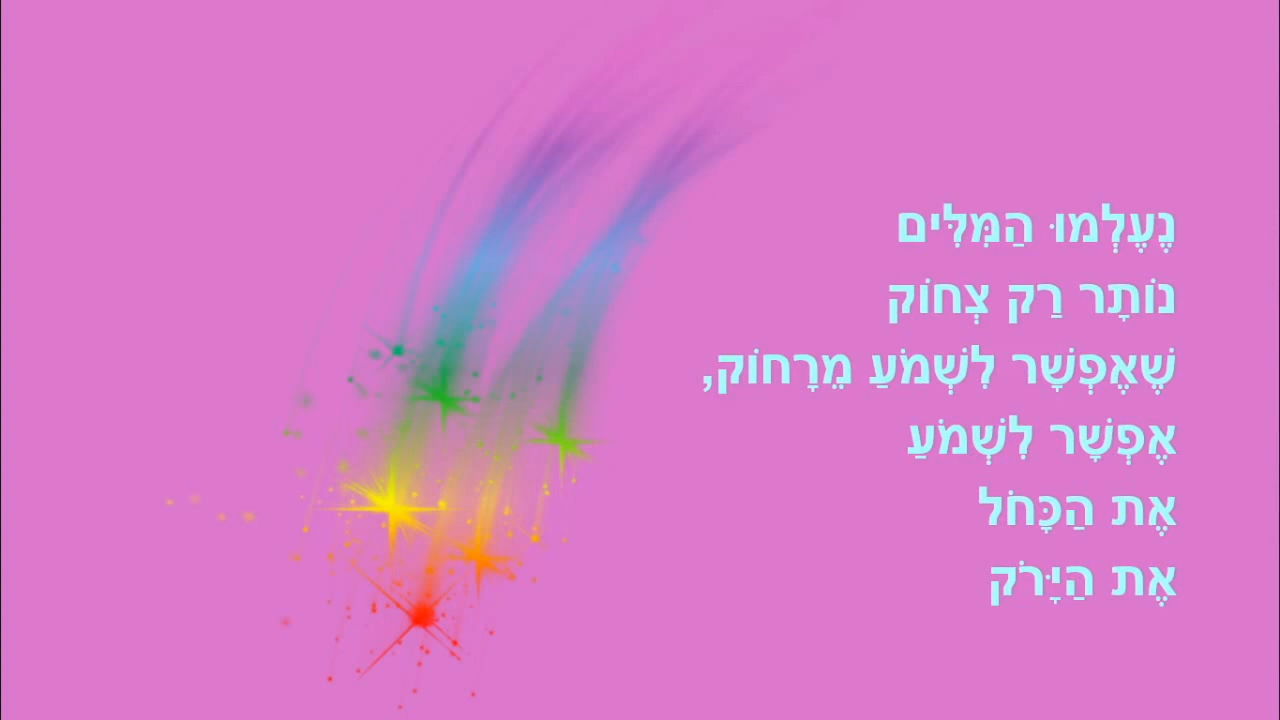 נֶעֶלְמוּ הַמִּלִּים
נוֹתָר רַק צְחוֹק
שֶׁאֶפְשָׁר לִשְׁמֹעַ מֵרָחוֹק,
אֶפְשָׁר לִשְׁמֹעַ
אֶת הַכָּחֹל
אֶת הַיָּרֹק